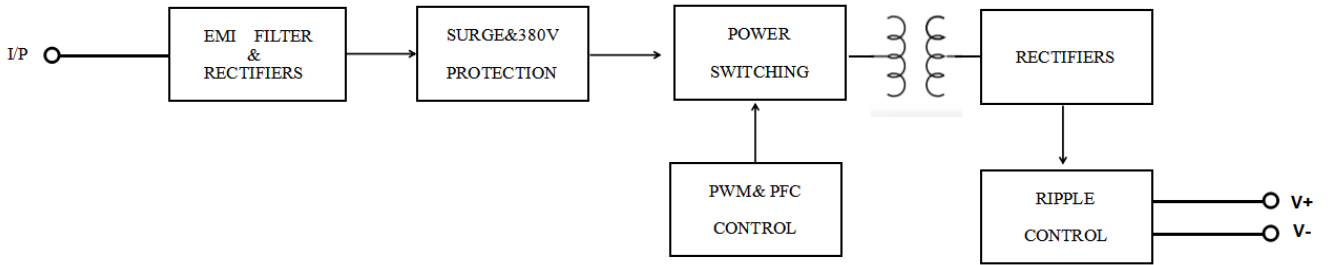 I/P
EMI FILTER
&
RECTIFIERS
SURGE&380V
PROTECTION
POWER
SWITCHING
RECTIFIERS
PWM& PFC
CONTROL
RIPPLE
CONTROL
V+
V-